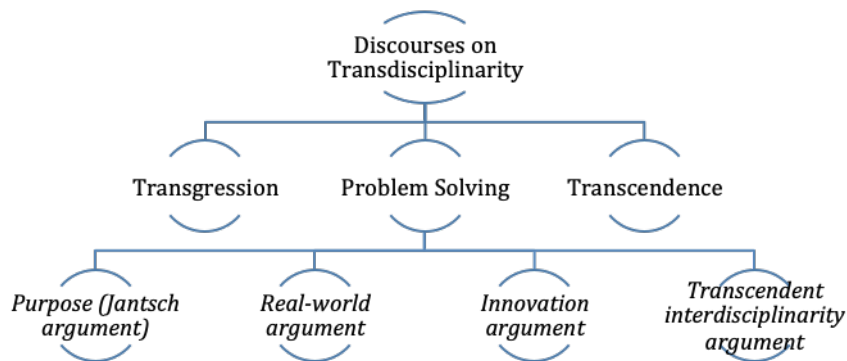 Discourses on
Transdisciplinarity
Transgression
Problem Solving
Transcendence
Purpose (Jantsch
argument)
Real-world
argument
Innovation
argument
Transcendent
interdisciplinarity
argument